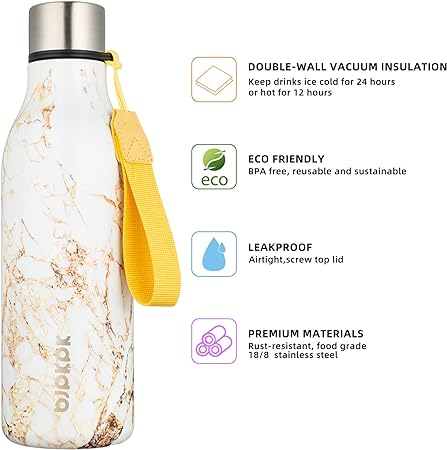 DOUBLE-WALL VACUUM INSULATION
Keep drinks ice cold for 24 hours
or hot for 12 hours
eco
ECO FRIENDLY
BPA free, reusable and sustainable
LEAKPROOF
Airtight,screw top lid
PREMIUM MATERIALS
Rust-resistant, food grade
18/8 stainless steel
BJPKPK